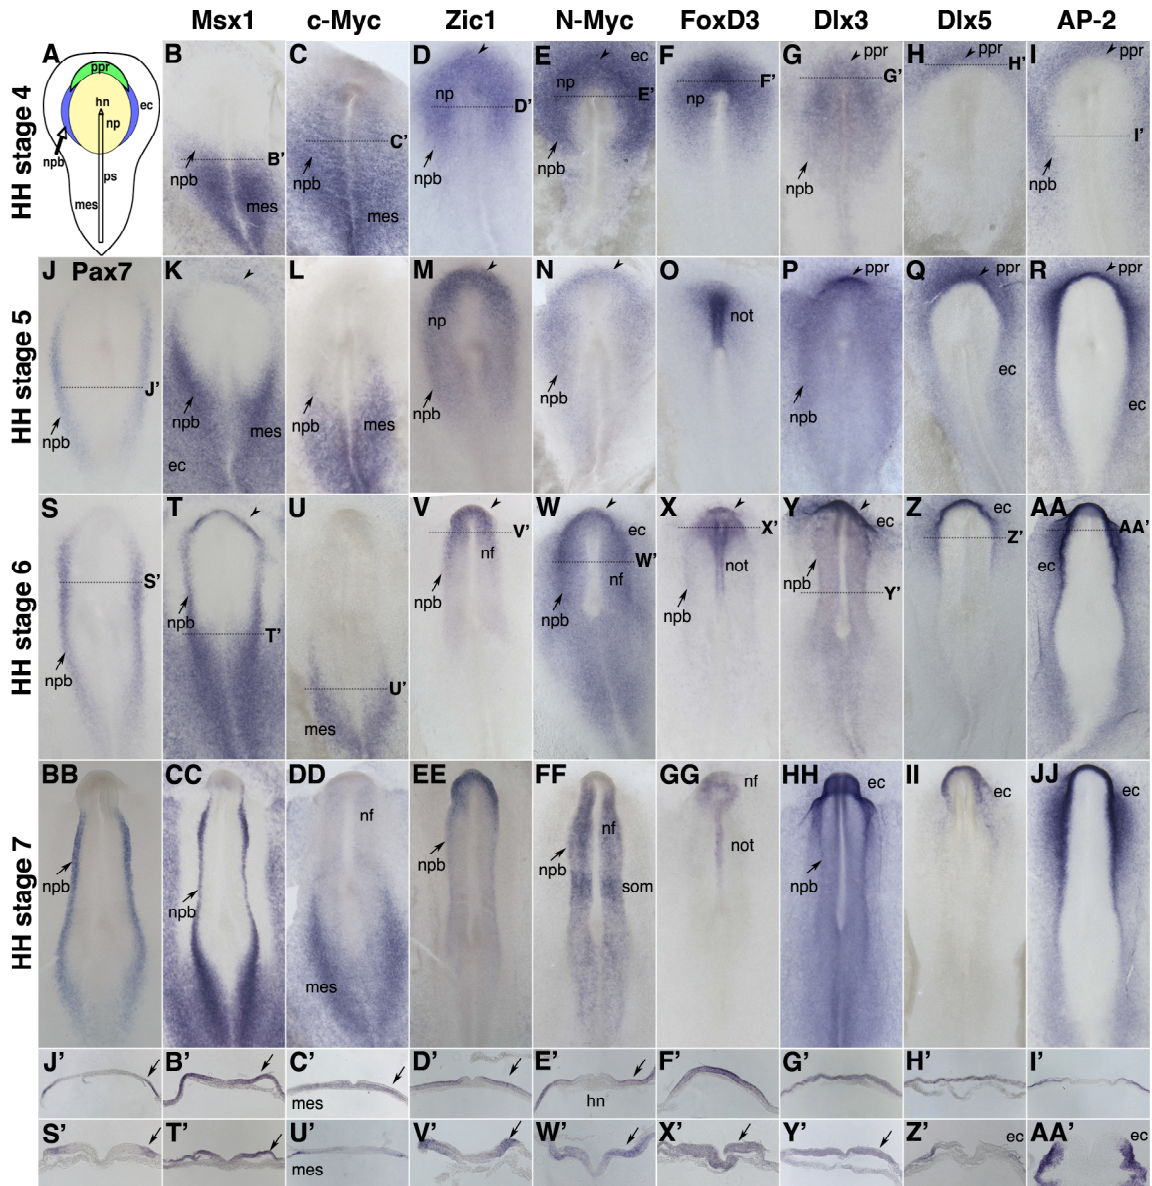 Msx1 c-Myc Zic1 N-Myc FoxD3 Dlx3 Dlx5 AP-2
HH stage 4
A ppr hn np ec npb ps mes
B B' npb mes
C C' npb mes
D np D' npb
E ec np E' npb
F F' np
G ppr G' npb
H ppr H'
I ppr I' npb
HH stage 5
J Pax7 J' npb
K npb mes ec
L npb mes
M np npb
N npb
O not
P ppr npb
Q ppr ec
R ppr ec
HH stage 6
S S' npb
T npb T'
U U' mes
V V' nf npb
W ec W' nf npb
X X' not npb
Y ec npb Y'
Z ec Z'
AA AA' ec
HH stage 7
BB npb
CC npb
DD nf mes
EE npb
FF nf npb som
GG nf not
HH ec npb
II ec
JJ ec
J' B' C' mes D' E' hn F' G' H' I'
S' T' U' mes V' W' X' Y' Z' ec AA' ec